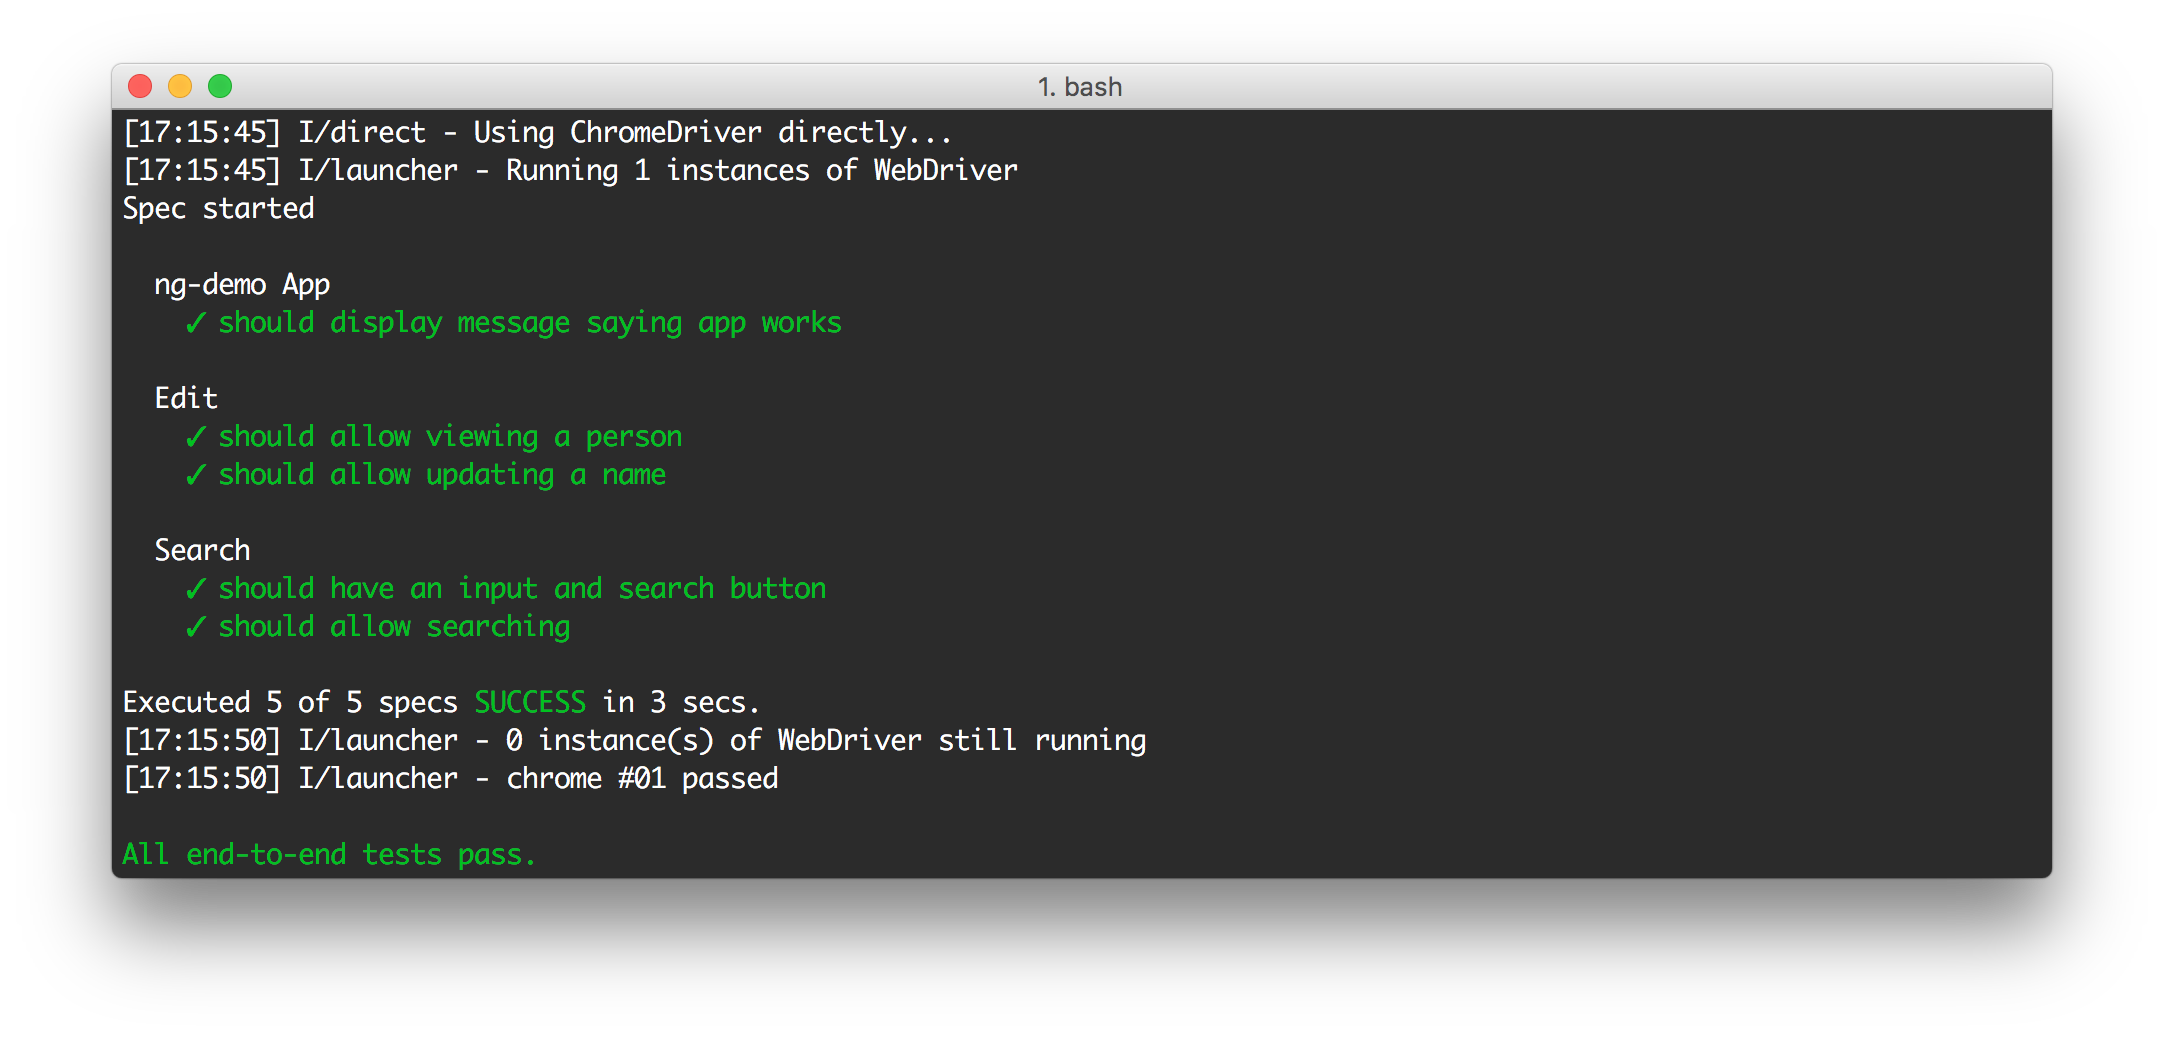 1. bash
[17:15:45] I/direct - Using ChromeDriver directly...
[17:15:45] I/launcher - Running 1 instances of WebDriver
Spec started
ng-demo App
✓ should display message saying app works
Edit
✓ should allow viewing a person
✓ should allow updating a name
Search
✓ should have an input and search button
✓ should allow searching
Executed 5 of 5 specs SUCCESS in 3 secs.
[17:15:50] I/launcher - 0 instance(s) of WebDriver still running
[17:15:50] I/launcher - chrome #01 passed
All end-to-end tests pass.